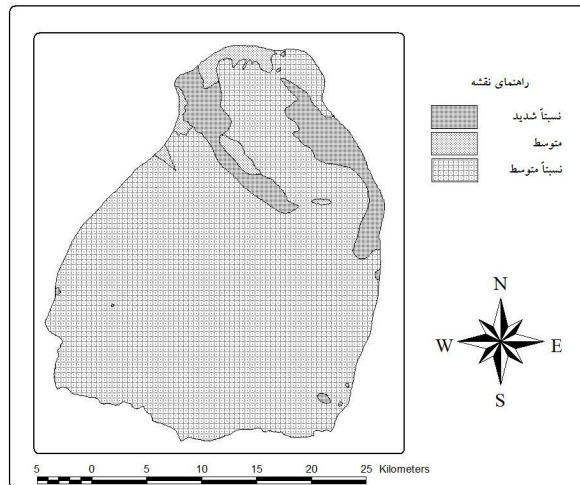 راهنمای نقشه
نسبتاً شدید
متوسط
نسبتاً متوسط
N
W E
S
5 0 5 10 15 20 25 Kilometers